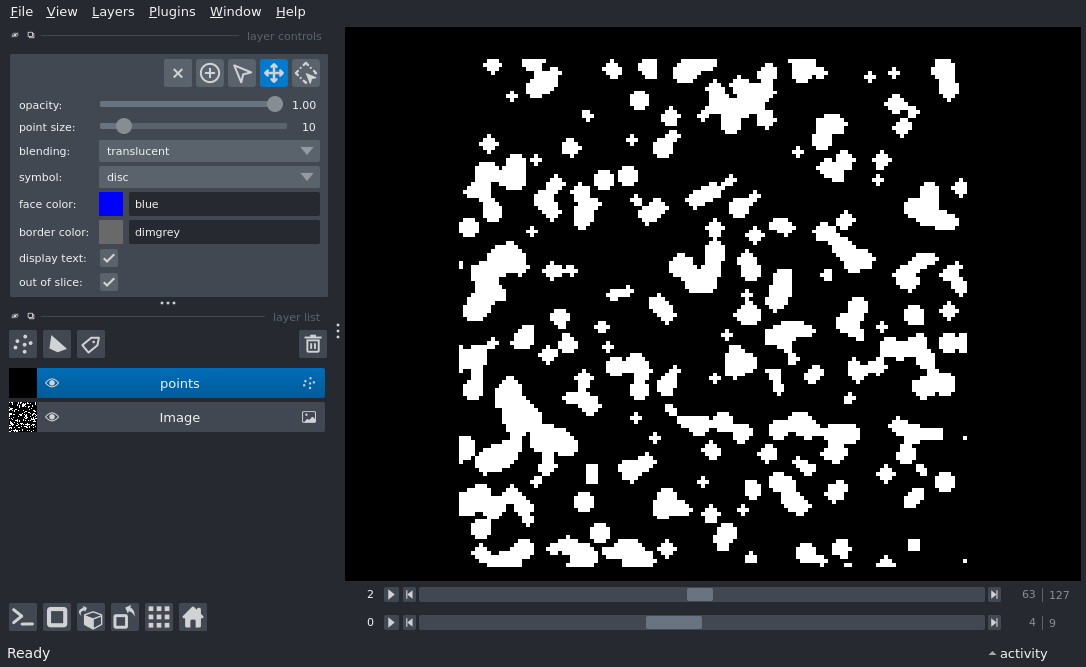 File View Layers Plugins Window Help
layer controls
opacity: 1.00
point size: 10
blending: translucent
symbol: disc
face color: blue
border color: dimgrey
display text:
out of slice:
layer list
points
Image
2 63 | 127
0 4 | 9
Ready activity